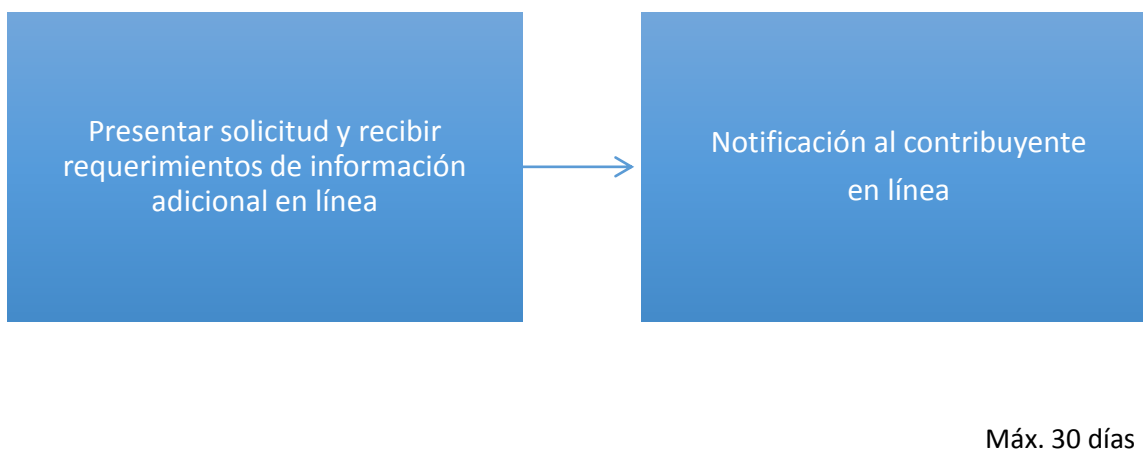 Presentar solicitud y recibir
requerimientos de información
adicional en línea
Notificación al contribuyente
en línea
Máx. 30 días